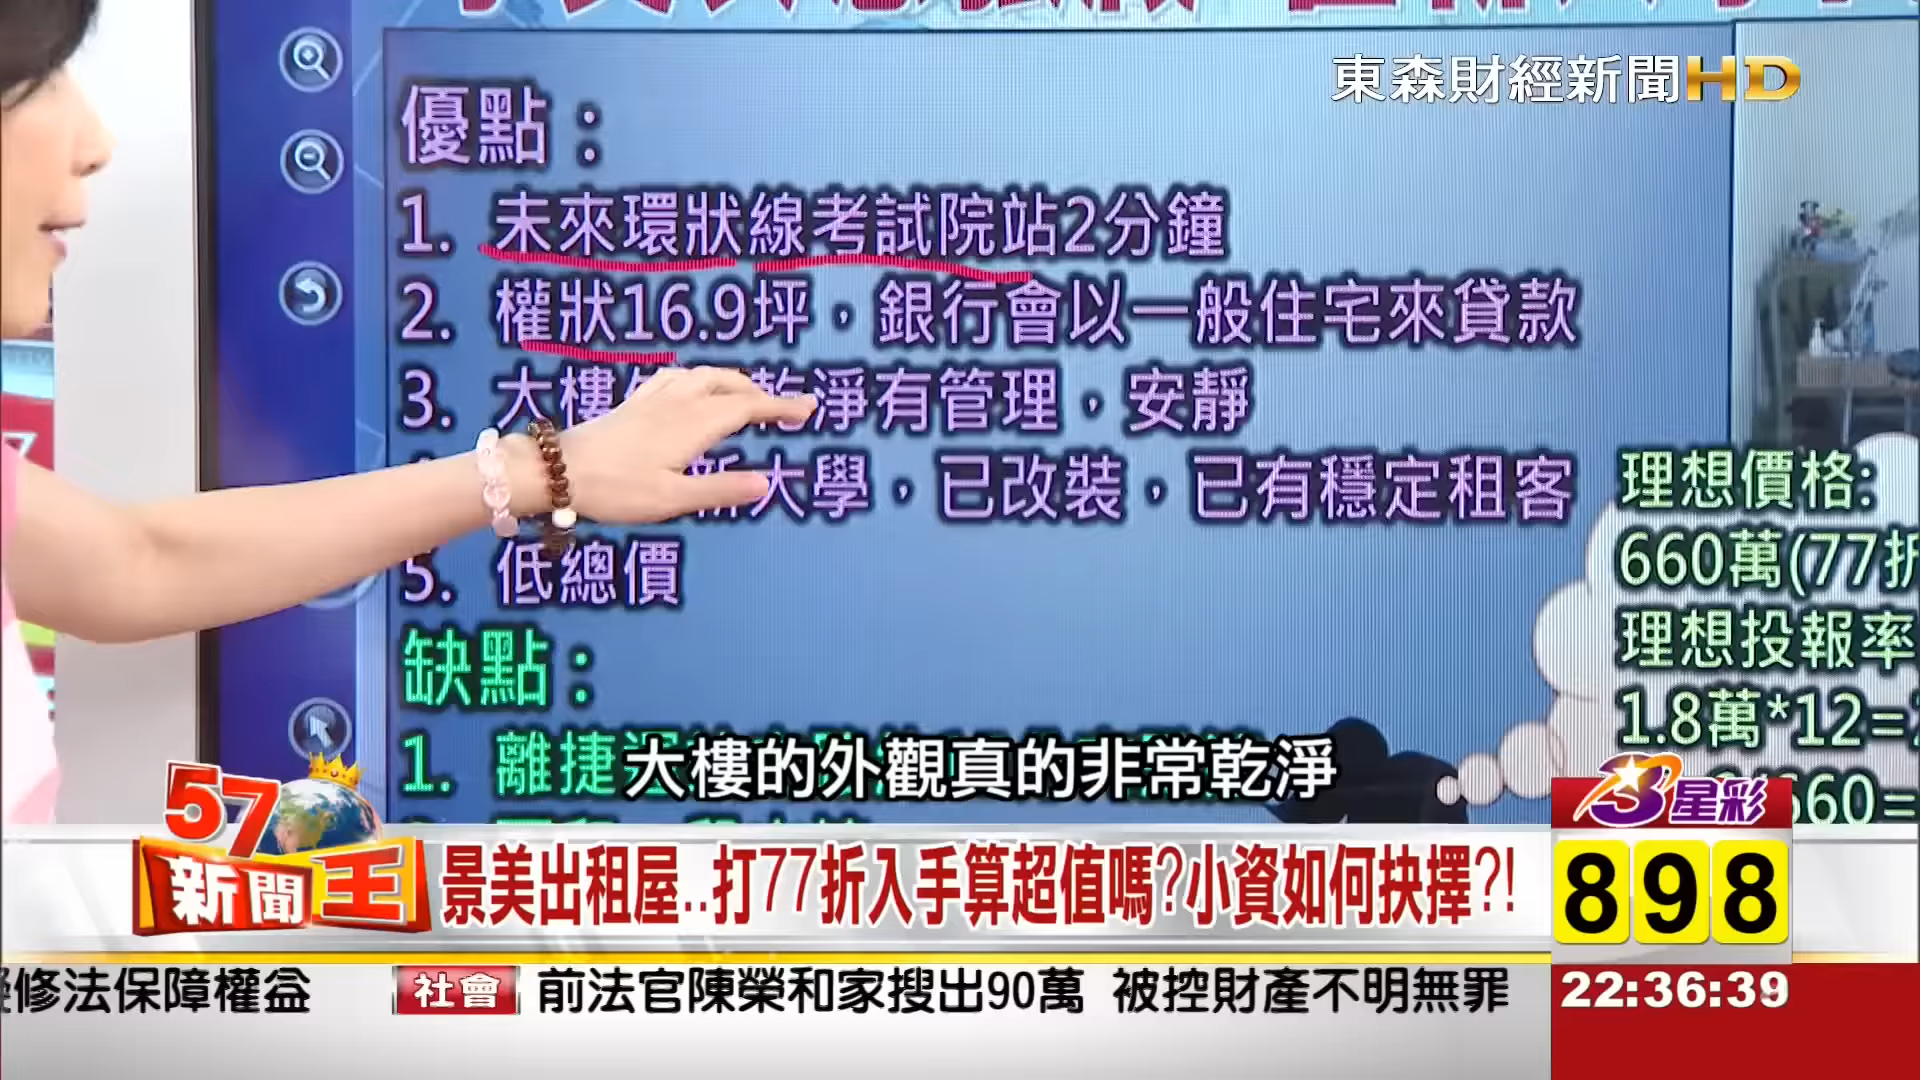 東森財經新聞HD
優點：
1. 未來環狀線考試院站2分鐘
2. 權狀16.9坪，銀行會以一般住宅來貸款
3. 大樓 乾淨有管理，安靜
新大學，已改裝，已有穩定租客
5. 低總價
缺點：
1. 離捷運
理想價格:
660萬(77折
理想投報率
1.8萬*12=
660=
大樓的外觀真的非常乾淨
57
新聞王
景美出租屋..打77折入手算超值嗎?小資如何抉擇?!
3星彩
898
修法保障權益
社會
前法官陳榮和家搜出90萬 被控財產不明無罪
22:36:39